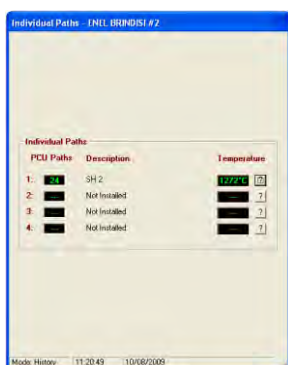 Individual Paths - ENEL BRINDISI #2
Individual Paths
PCU Paths Description Temperature
1: 24 SH 2 1272°C ?
2: --- Not Installed --- ?
3: --- Not Installed --- ?
4: --- Not Installed --- ?
Mode: History 11:20:49 10/08/2009